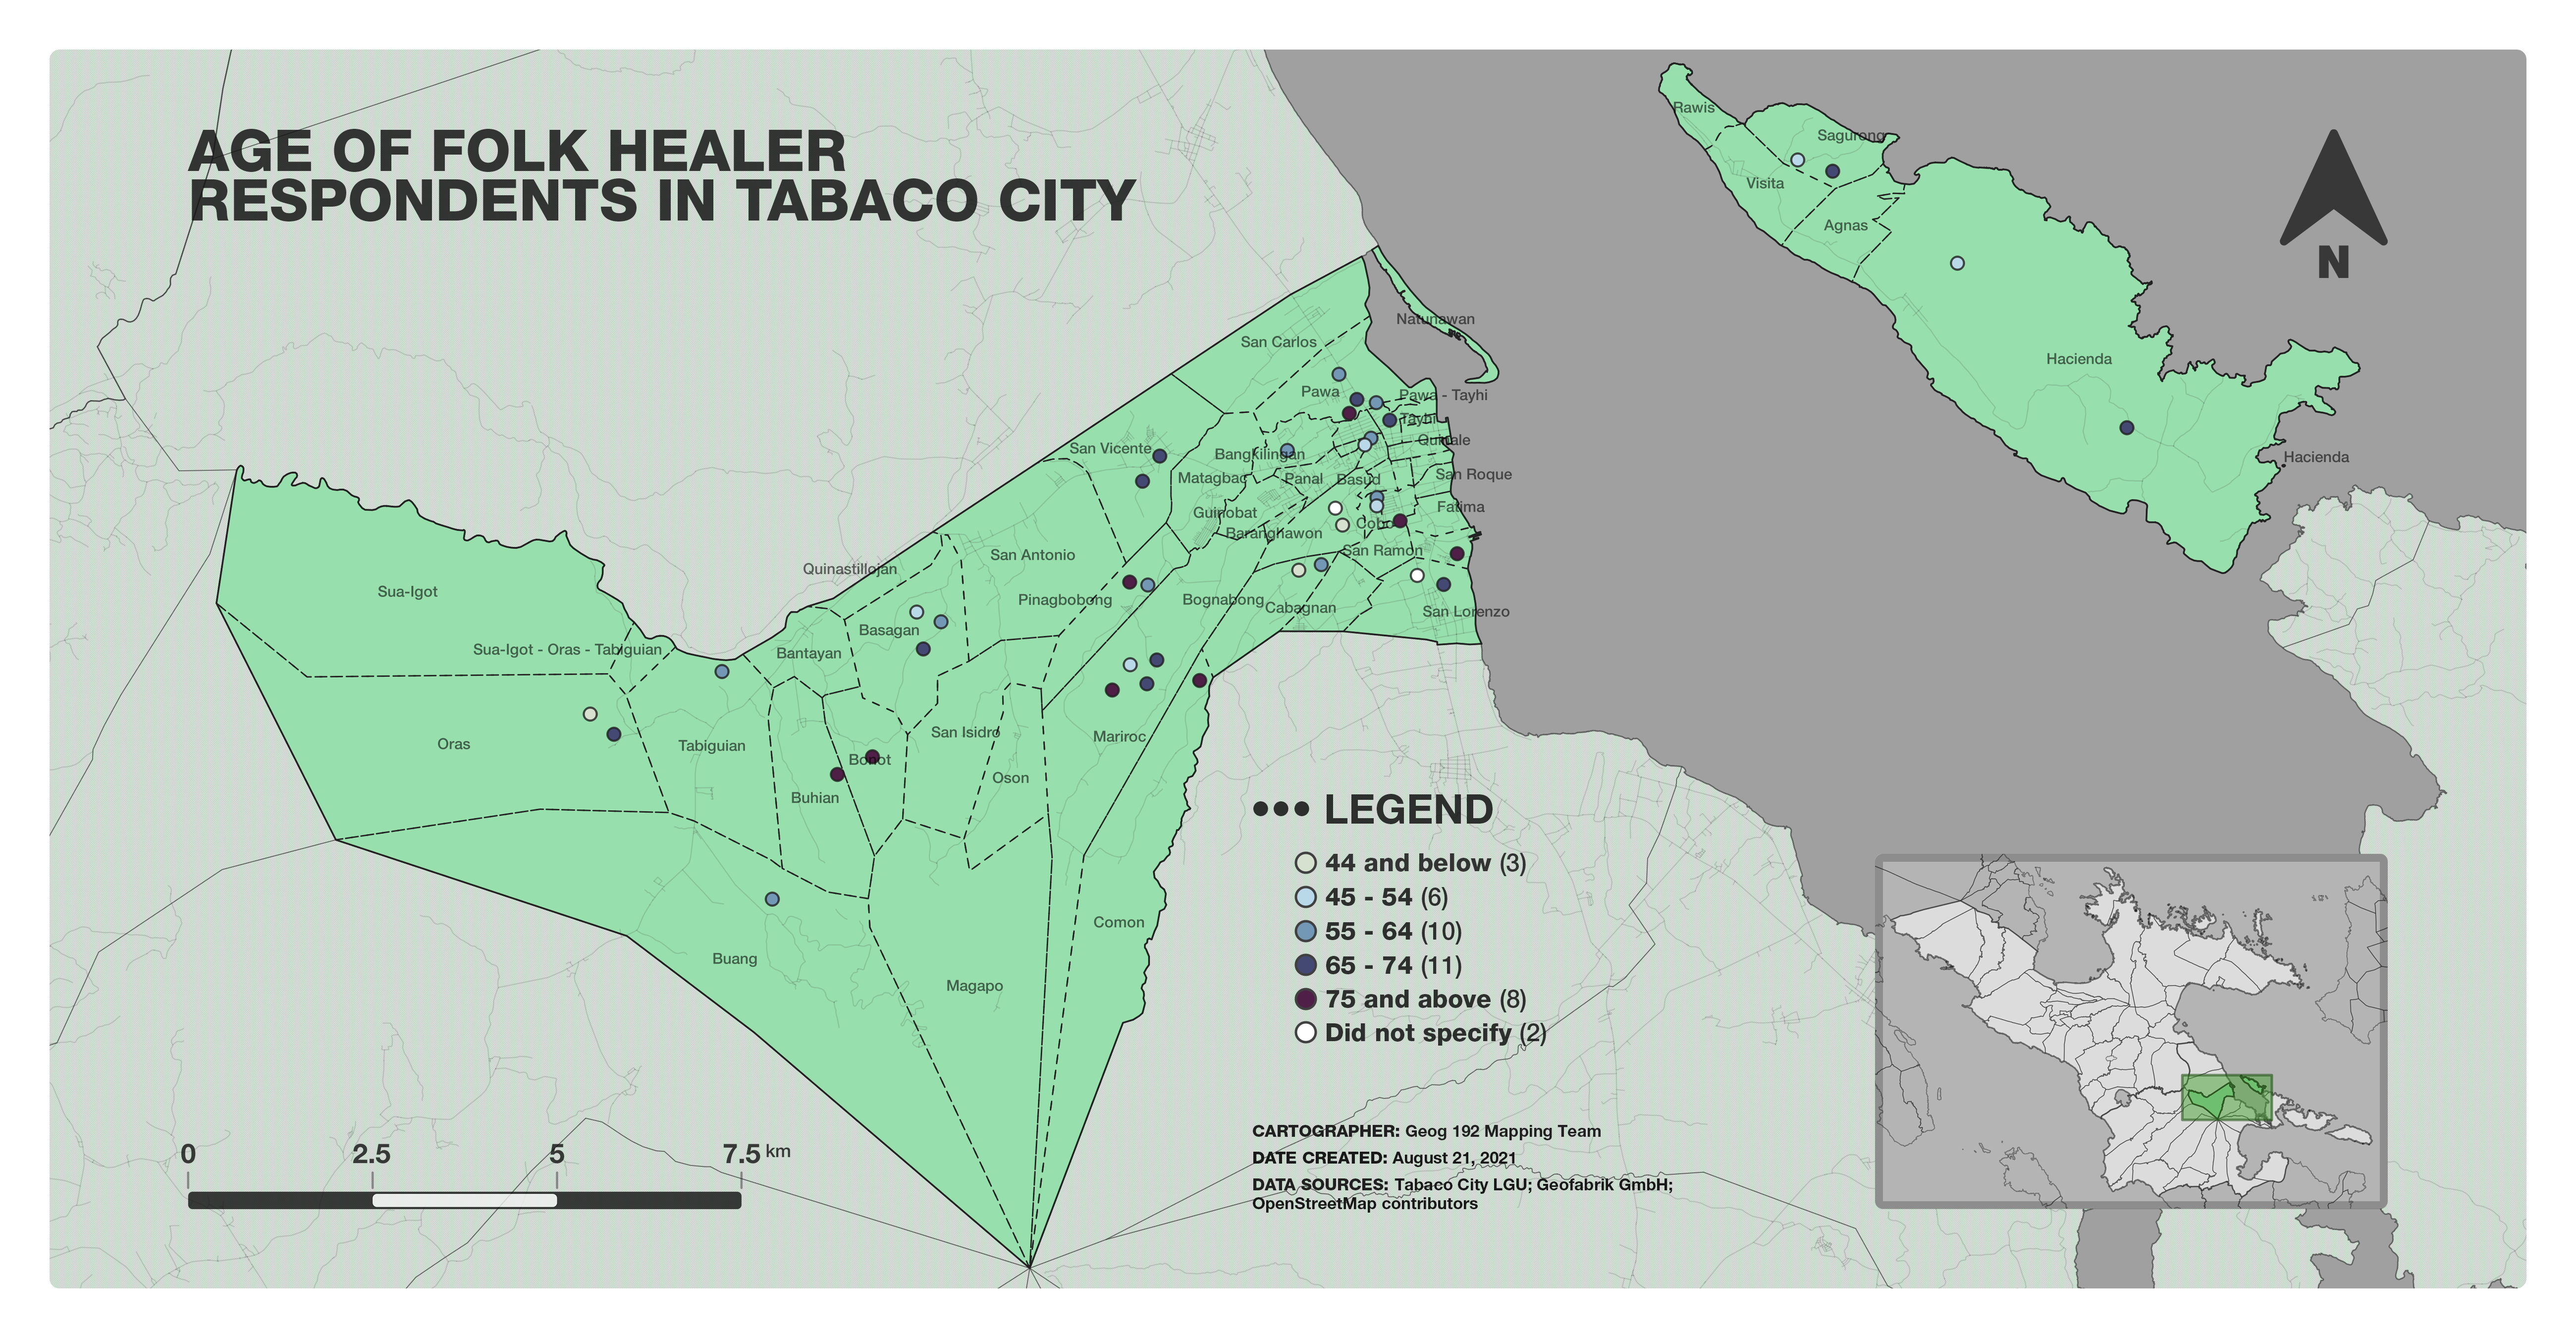 AGE OF FOLK HEALER
RESPONDENTS IN TABACO CITY
Rawis
Sagurong
Visita
Agnas
N
Natunawan
San Carlos
Hacienda
Pawa
Pawa - Tayhi
Tayhi
Quinale
San Vicente
Bangkilingan
Hacienda
Matagbac
Panal
Basud
San Roque
Guinobat
Fatima
Cobo
Baranghawon
San Antonio
San Ramon
Quinastillojan
Sua-Igot
Pinagbobong
Bognabong
Cabagnan
San Lorenzo
Basagan
Sua-Igot - Oras - Tabiguian
Bantayan
San Isidro
Mariroc
Oras
Tabiguian
Bonot
Oson
Buhian
LEGEND
44 and below (3)
45 - 54 (6)
55 - 64 (10)
65 - 74 (11)
75 and above (8)
Did not specify (2)
Comon
Buang
Magapo
CARTOGRAPHER: Geog 192 Mapping Team
DATE CREATED: August 21, 2021
DATA SOURCES: Tabaco City LGU; Geofabrik GmbH;
OpenStreetMap contributors
0 2.5 5 7.5 km